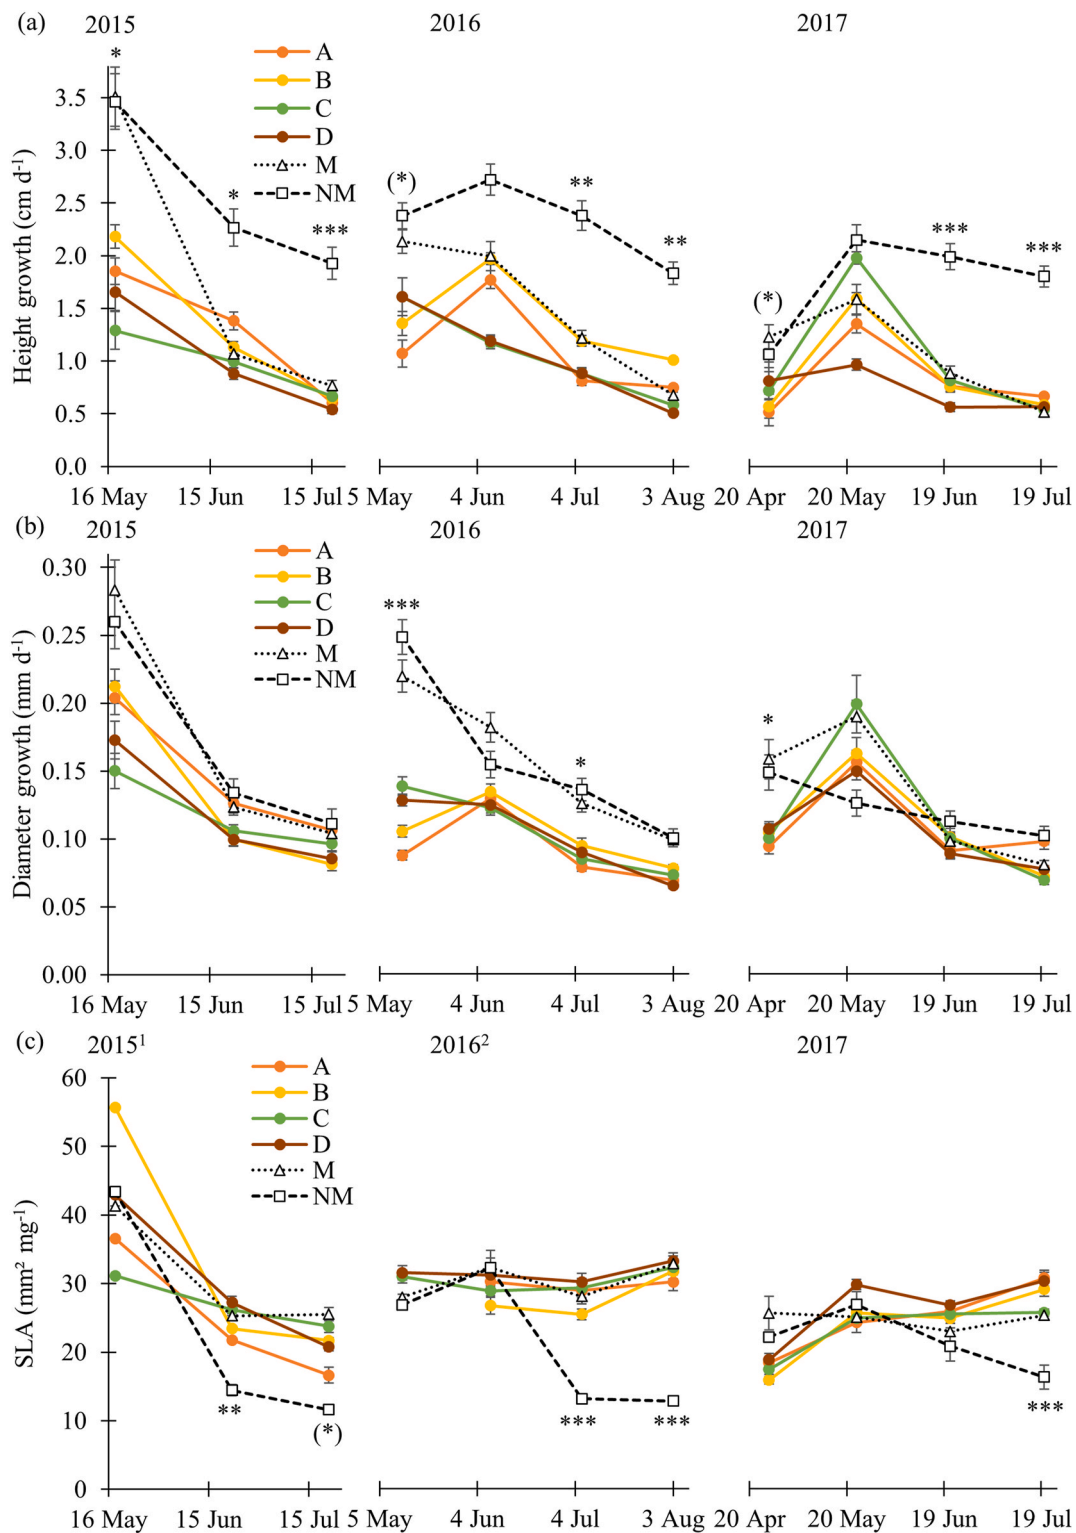 (a)
2015 2016 2017
A
B
C
D
M
NM
Height growth (cm d-1)
3.5
3.0
2.5
2.0
1.5
1.0
0.5
0.0
* * ***
(*) ** **
(*) *** ***
16 May 15 Jun 15 Jul 5 May 4 Jun 4 Jul 3 Aug 20 Apr 20 May 19 Jun 19 Jul
(b)
2015 2016 2017
A
B
C
D
M
NM
Diameter growth (mm d-1)
0.30
0.25
0.20
0.15
0.10
0.05
0.00
*** *
*
16 May 15 Jun 15 Jul 5 May 4 Jun 4 Jul 3 Aug 20 Apr 20 May 19 Jun 19 Jul
(c)
2015¹ 2016² 2017
A
B
C
D
M
NM
SLA (mm² mg-1)
60
50
40
30
20
10
0
** (*)
*** ***
***
16 May 15 Jun 15 Jul 5 May 4 Jun 4 Jul 3 Aug 20 Apr 20 May 19 Jun 19 Jul